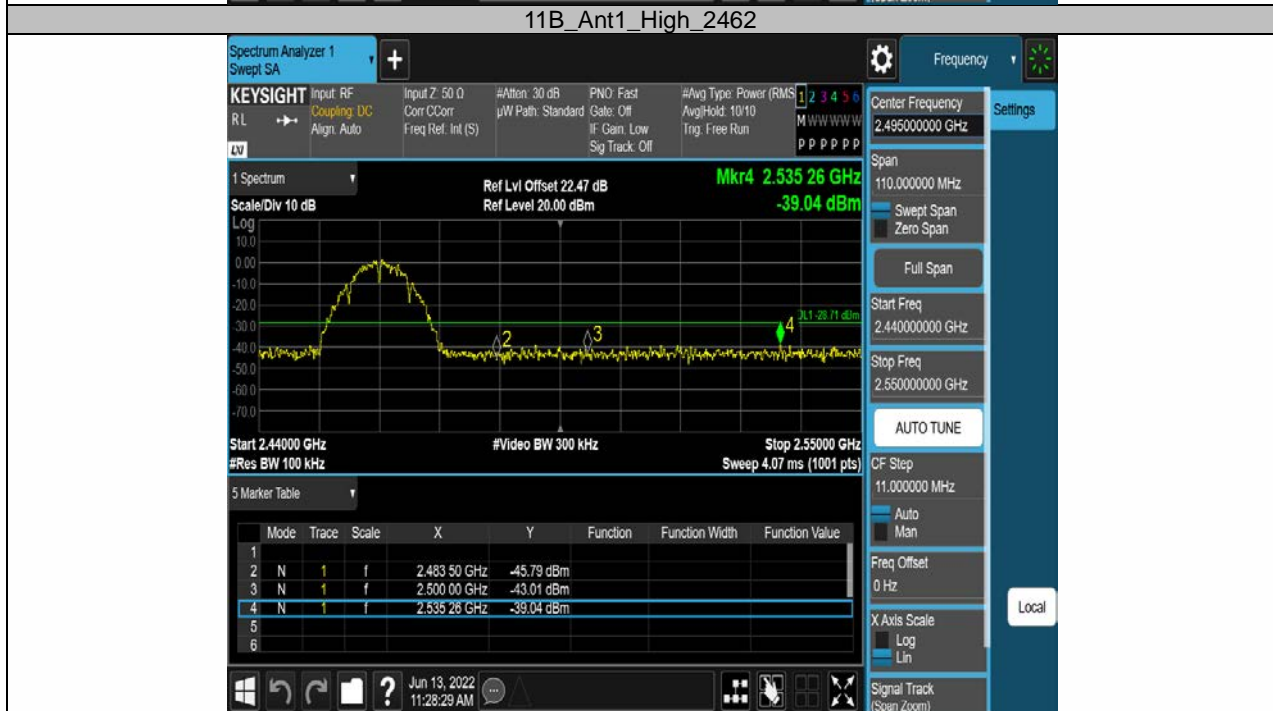 (Span Zoom)
11B_Ant1_High_2462
Spectrum Analyzer 1
Swept SA
+
Frequency
KEYSIGHT
RL
LV
Input: RF
Coupling: DC
Align: Auto
Input Z: 50 Ω
Corr CCorr
Freq Ref: Int (S)
#Atten: 30 dB
µW Path: Standard
PNO: Fast
Gate: Off
IF Gain: Low
Sig Track: Off
#Avg Type: Power (RMS
Avg|Hold: 10/10
Trig: Free Run
1 2 3 4 5 6
M W W W W W
P P P P P P
1 Spectrum
Scale/Div 10 dB
Ref Lvl Offset 22.47 dB
Ref Level 20.00 dBm
Mkr4 2.535 26 GHz
-39.04 dBm
Log
10.0
0.00
-10.0
-20.0
-30.0
-40.0
-50.0
-60.0
-70.0
DL1 -28.71 dBm
2
3
4
Start 2.44000 GHz
#Res BW 100 kHz
#Video BW 300 kHz
Stop 2.55000 GHz
Sweep 4.07 ms (1001 pts)
5 Marker Table
Mode Trace Scale X Y Function Function Width Function Value
1
2 N 1 f 2.483 50 GHz -45.79 dBm
3 N 1 f 2.500 00 GHz -43.01 dBm
4 N 1 f 2.535 26 GHz -39.04 dBm
5
6
?
Jun 13, 2022
11:28:29 AM
Center Frequency
2.495000000 GHz
Settings
Span
110.000000 MHz
Swept Span
Zero Span
Full Span
Start Freq
2.440000000 GHz
Stop Freq
2.550000000 GHz
AUTO TUNE
CF Step
11.000000 MHz
Auto
Man
Freq Offset
0 Hz
X Axis Scale
Log
Lin
Local
Signal Track
(Span Zoom)